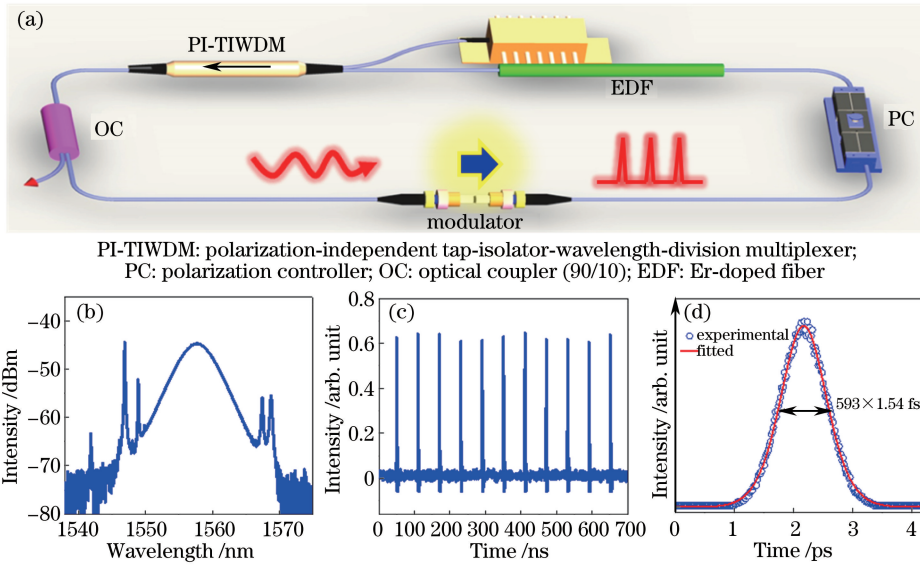 (a)
PI-TIWDM
EDF
OC
PC
modulator
PI-TIWDM: polarization-independent tap-isolator-wavelength-division multiplexer;
PC: polarization controller; OC: optical coupler (90/10); EDF: Er-doped fiber
(b)
-40
-50
-60
-70
-80
1540 1550 1560 1570
Intensity /dBm
Wavelength /nm
(c)
0.8
0.6
0.4
0.2
0
0 100 200 300 400 500 600 700
Intensity /arb. unit
Time /ns
(d)
experimental
fitted
593×1.54 fs
Intensity /arb. unit
0 1 2 3 4
Time /ps